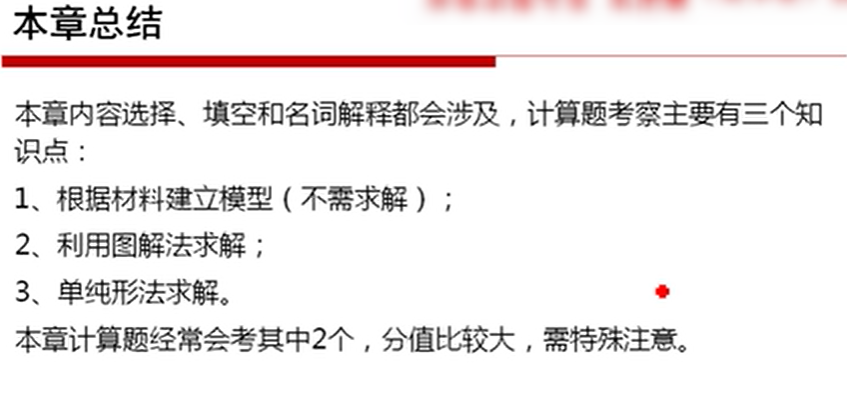 本章总结
本章内容选择、填空和名词解释都会涉及，计算题考察主要有三个知
识点：
1、根据材料建立模型（不需求解）；
2、利用图解法求解；
3、单纯形法求解。
本章计算题经常会考其中2个，分值比较大，需特殊注意。